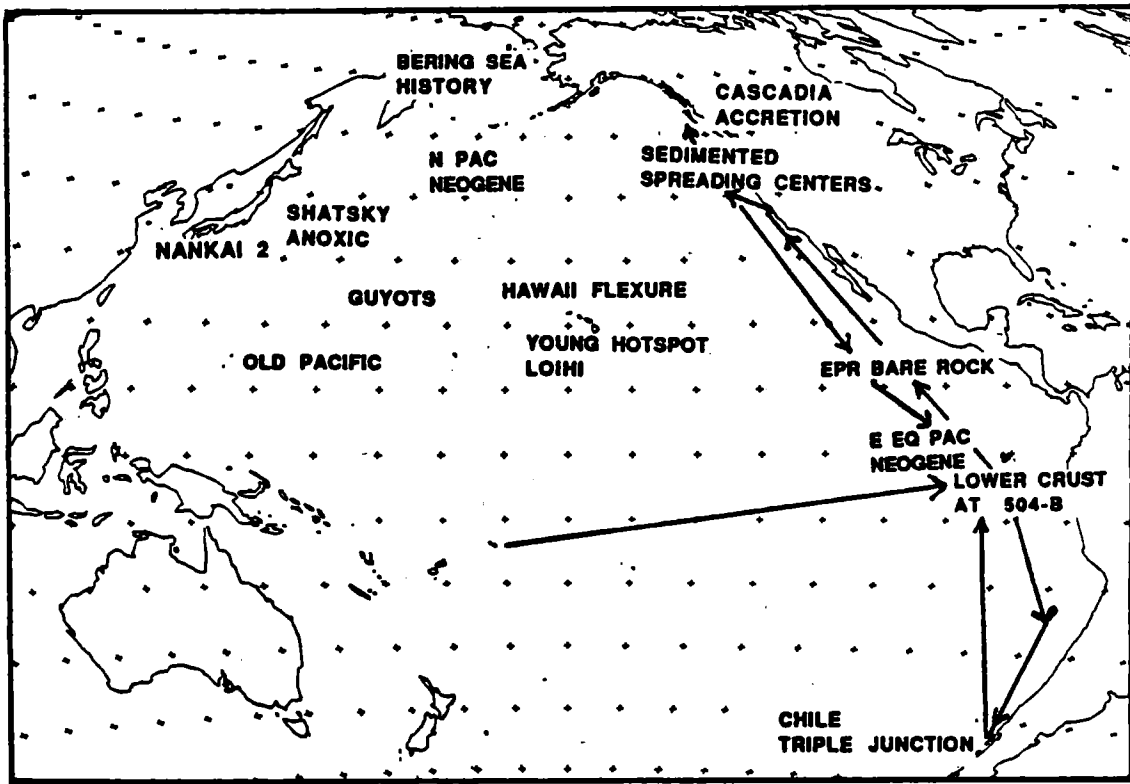 BERING SEA
HISTORY
CASCADIA
ACCRETION
N PAC
NEOGENE
SEDIMENTED
SPREADING CENTERS
SHATSKY
ANOXIC
NANKAI 2
GUYOTS
HAWAII FLEXURE
OLD PACIFIC
YOUNG HOTSPOT
LOIHI
EPR BARE ROCK
E EQ PAC
NEOGENE
LOWER CRUST
AT 504-B
CHILE
TRIPLE JUNCTION